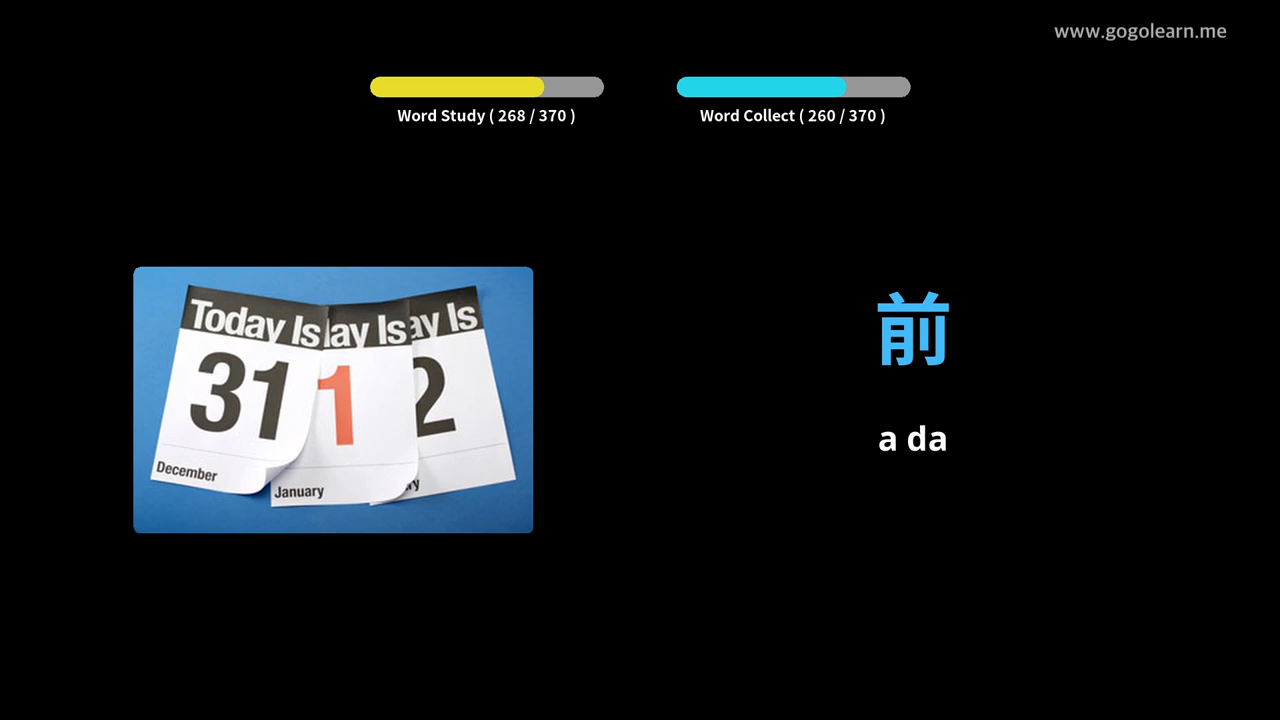 www.gogolearn.me
Word Study ( 268 / 370 )
Word Collect ( 260 / 370 )
Today Is
ay Is
ay Is
31
1
2
December
January
ry
前
a da